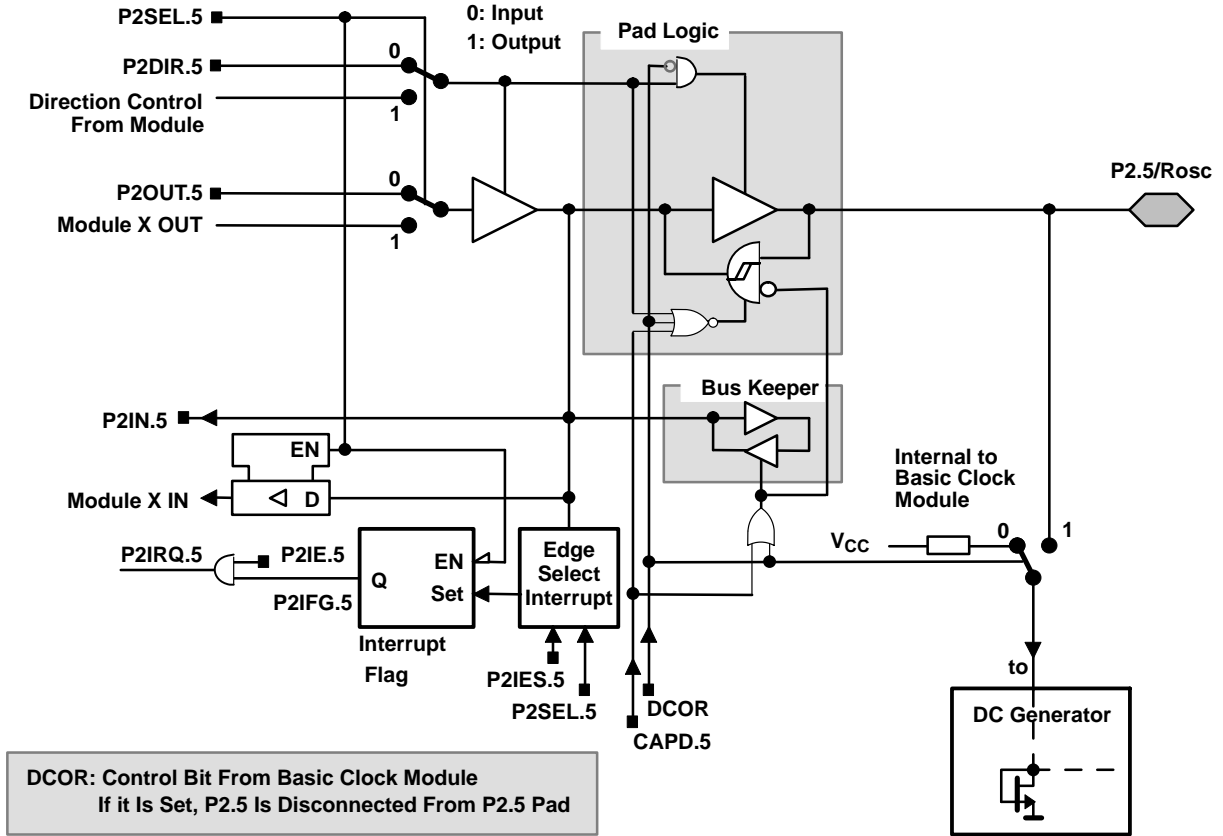 P2SEL.5
0: Input
1: Output
Pad Logic
P2DIR.5
0
Direction Control
From Module
1
P2OUT.5
0
Module X OUT
1
P2.5/Rosc
Bus Keeper
P2IN.5
EN
Module X IN
D
Internal to
Basic Clock
Module
VCC
0
1
P2IRQ.5
P2IE.5
P2IFG.5
Q
EN
Set
Interrupt
Flag
Edge
Select
Interrupt
P2IES.5
P2SEL.5
DCOR
CAPD.5
to
DC Generator
DCOR: Control Bit From Basic Clock Module
If it Is Set, P2.5 Is Disconnected From P2.5 Pad